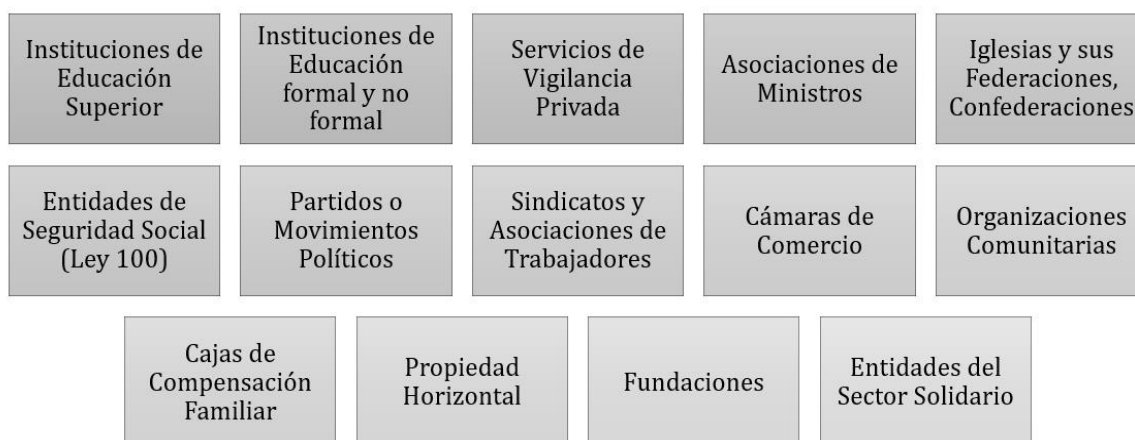 Instituciones de
Educación
Superior
Instituciones de
Educación
formal y no
formal
Servicios de
Vigilancia
Privada
Asociaciones de
Ministros
Iglesias y sus
Federaciones,
Confederaciones
Entidades de
Seguridad Social
(Ley 100)
Partidos o
Movimientos
Políticos
Sindicatos y
Asociaciones de
Trabajadores
Cámaras de
Comercio
Organizaciones
Comunitarias
Cajas de
Compensación
Familiar
Propiedad
Horizontal
Fundaciones
Entidades del
Sector Solidario